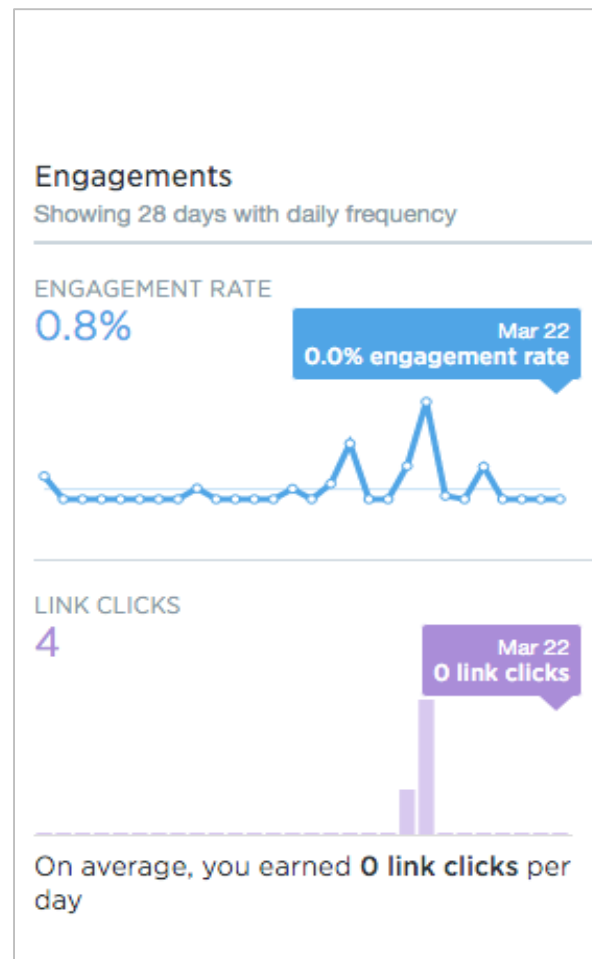 Engagements
Showing 28 days with daily frequency
ENGAGEMENT RATE
0.8%
Mar 22
0.0% engagement rate
LINK CLICKS
4
Mar 22
0 link clicks
On average, you earned 0 link clicks per
day